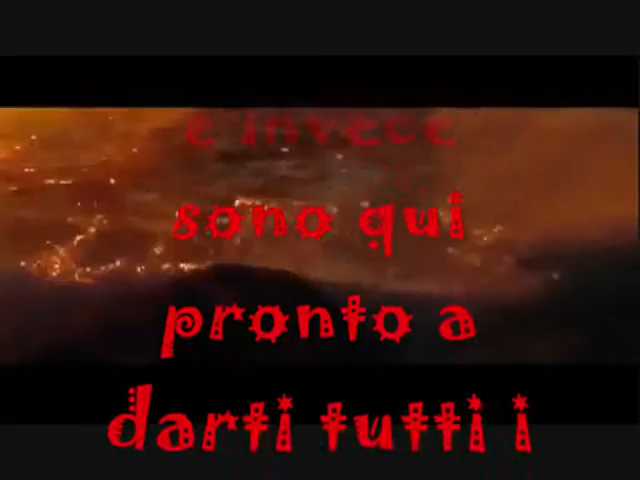 e invece
sono qui
pronto a
darti tutti i